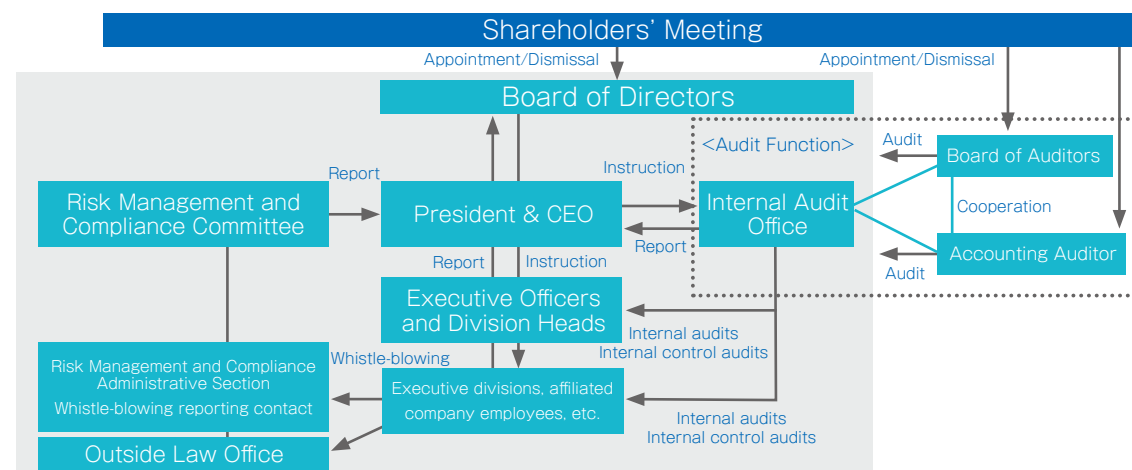 Shareholders’ Meeting
Appointment/Dismissal
Appointment/Dismissal
Board of Directors
<Audit Function>
Audit
Board of Auditors
Report
Instruction
Risk Management and
Compliance Committee
President & CEO
Internal Audit
Office
Cooperation
Report
Accounting Auditor
Audit
Report
Instruction
Executive Officers
and Division Heads
Internal audits
Internal control audits
Whistle-blowing
Risk Management and Compliance
Administrative Section
Whistle-blowing reporting contact
Executive divisions, affiliated
company employees, etc.
Internal audits
Internal control audits
Outside Law Office